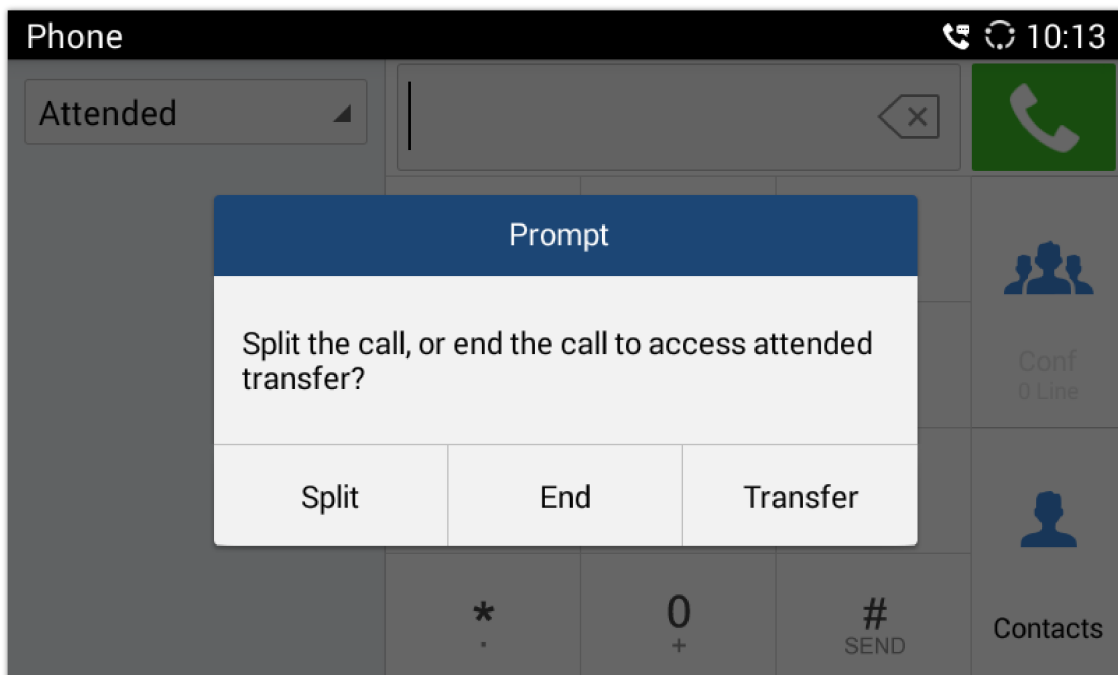 Phone
10:13
Attended
Prompt
Split the call, or end the call to access attended
transfer?
Conf
0 Line
Split
End
Transfer
*
.
0
+
#
SEND
Contacts